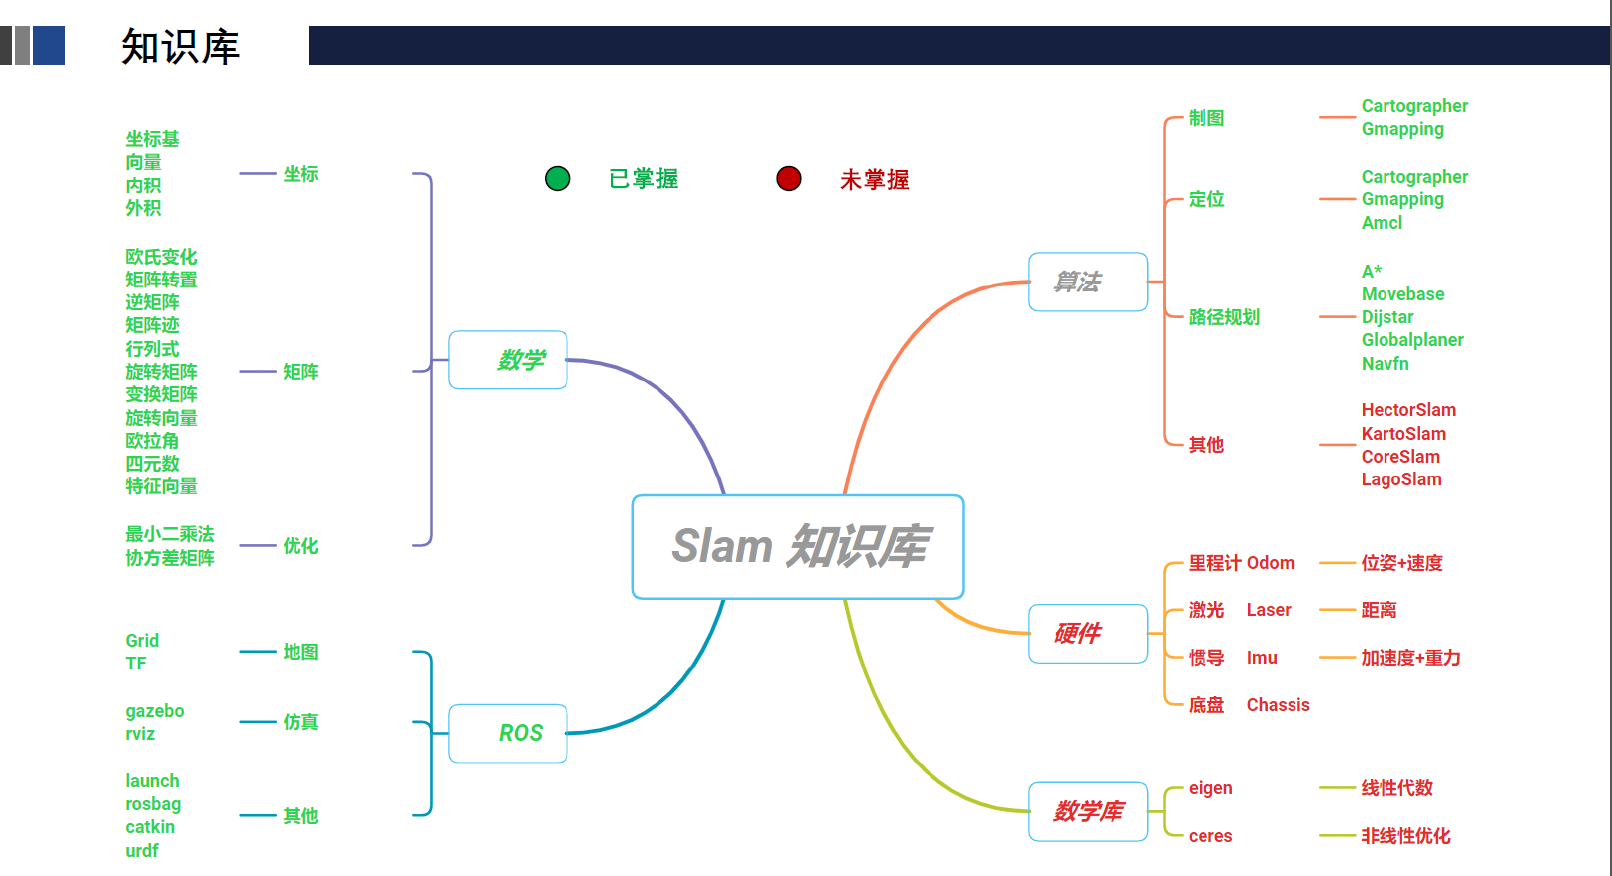 知识库
已掌握
未掌握
Slam 知识库
数学
坐标
坐标基
向量
内积
外积
矩阵
欧氏变化
矩阵转置
逆矩阵
矩阵迹
行列式
旋转矩阵
变换矩阵
旋转向量
欧拉角
四元数
特征向量
优化
最小二乘法
协方差矩阵
ROS
地图
Grid
TF
仿真
gazebo
rviz
其他
launch
rosbag
catkin
urdf
算法
制图
Cartographer
Gmapping
定位
Cartographer
Gmapping
Amcl
路径规划
A*
Movebase
Dijstar
Globalplaner
Navfn
其他
HectorSlam
KartoSlam
CoreSlam
LagoSlam
硬件
里程计 Odom
位姿+速度
激光 Laser
距离
惯导 Imu
加速度+重力
底盘 Chassis
数学库
eigen
线性代数
ceres
非线性优化